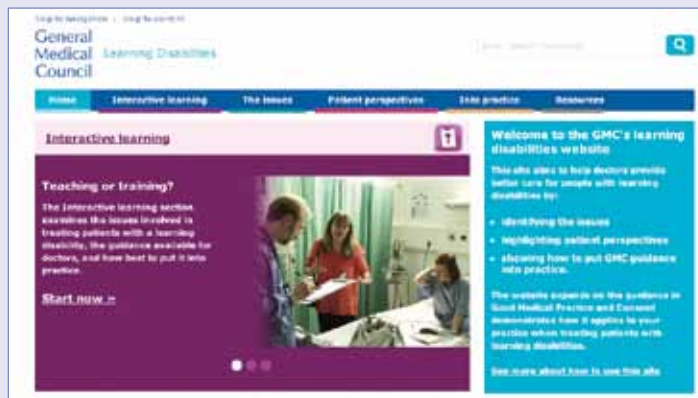 Skip to navigation | Skip to content
General
Medical
Council
Learning Disabilities
Home
Interactive learning
The issues
Patient perspectives
Into practice
Resources
Interactive learning
Teaching or training?
The Interactive learning section
examines the issues involved in
treating patients with a learning
disability, the guidance available for
doctors, and how best to put it into
practice.
Start now »
Welcome to the GMC's learning
disabilities website
This site aims to help doctors provide
better care for people with learning
disabilities by:
• identifying the issues
• highlighting patient perspectives
• showing how to put GMC guidance
into practice.
The website expands on the guidance in
Good Medical Practice and Consent
demonstrates how it applies to your
practice when treating patients with
learning disabilities.
See more about how to use this site